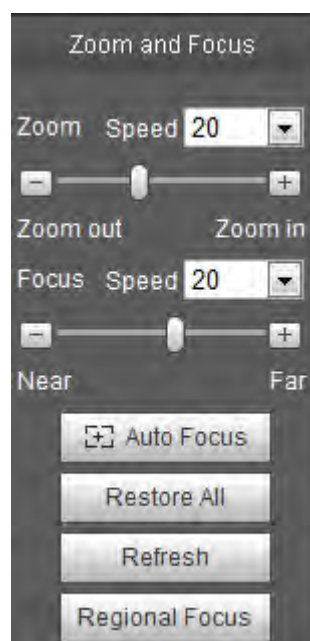 Zoom and Focus
Zoom Speed 20
Zoom out Zoom in
Focus Speed 20
Near Far
Auto Focus
Restore All
Refresh
Regional Focus